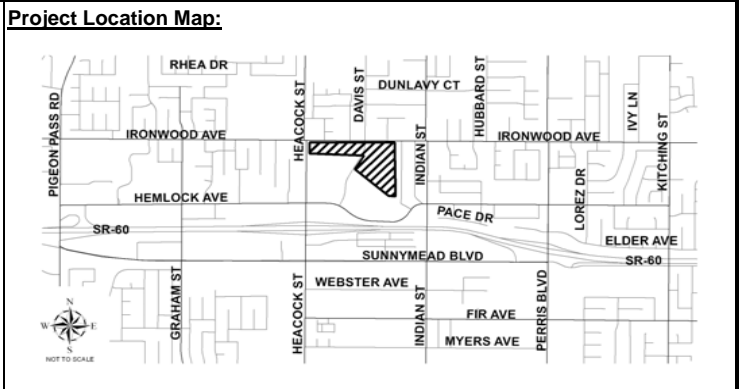 Project Location Map:
RHEA DR
DAVIS ST
DUNLAVY CT
HUBBARD ST
IVY LN
PIGEON PASS RD
HEACOCK ST
IRONWOOD AVE
INDIAN ST
IRONWOOD AVE
KITCHING ST
HEMLOCK AVE
LOREZ DR
PACE DR
SR-60
ELDER AVE
SUNNYMEAD BLVD
SR-60
GRAHAM ST
HEACOCK ST
WEBSTER AVE
INDIAN ST
PERRIS BLVD
FIR AVE
MYERS AVE
N
W
E
S
NOT TO SCALE